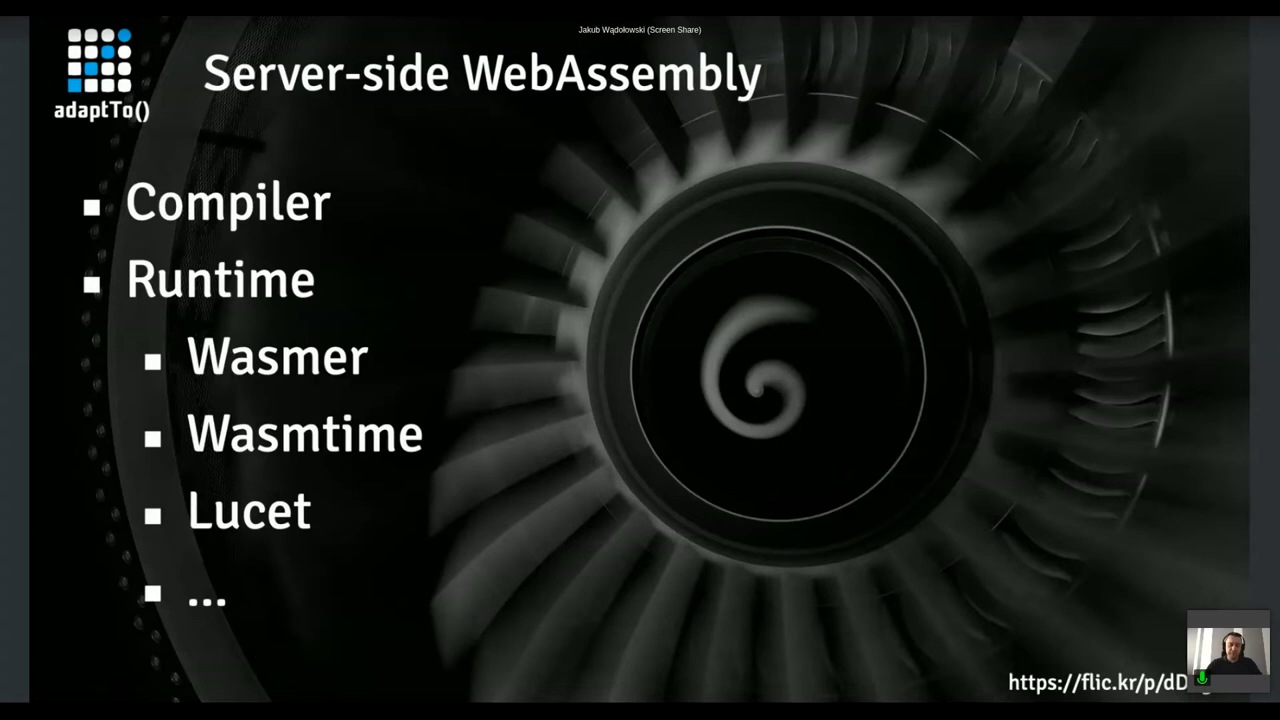 Jakub Wądołowski (Screen Share)
adaptTo()
Server-side WebAssembly
Compiler
Runtime
Wasmer
Wasmtime
Lucet
...